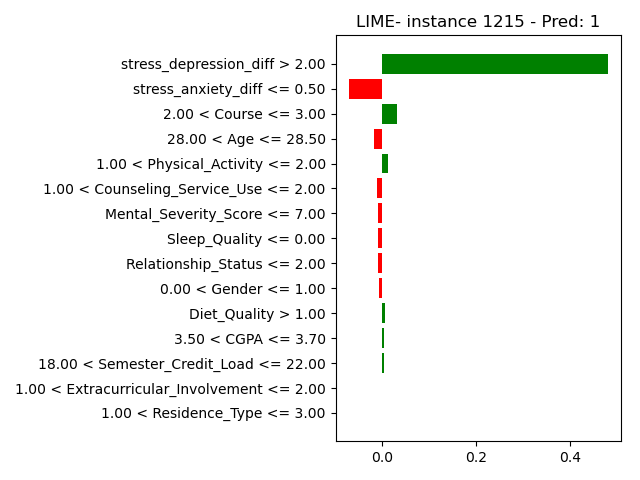 LIME- instance 1215 - Pred: 1
stress_depression_diff > 2.00
stress_anxiety_diff <= 0.50
2.00 < Course <= 3.00
28.00 < Age <= 28.50
1.00 < Physical_Activity <= 2.00
1.00 < Counseling_Service_Use <= 2.00
Mental_Severity_Score <= 7.00
Sleep_Quality <= 0.00
Relationship_Status <= 2.00
0.00 < Gender <= 1.00
Diet_Quality > 1.00
3.50 < CGPA <= 3.70
18.00 < Semester_Credit_Load <= 22.00
1.00 < Extracurricular_Involvement <= 2.00
1.00 < Residence_Type <= 3.00
0.0 0.2 0.4